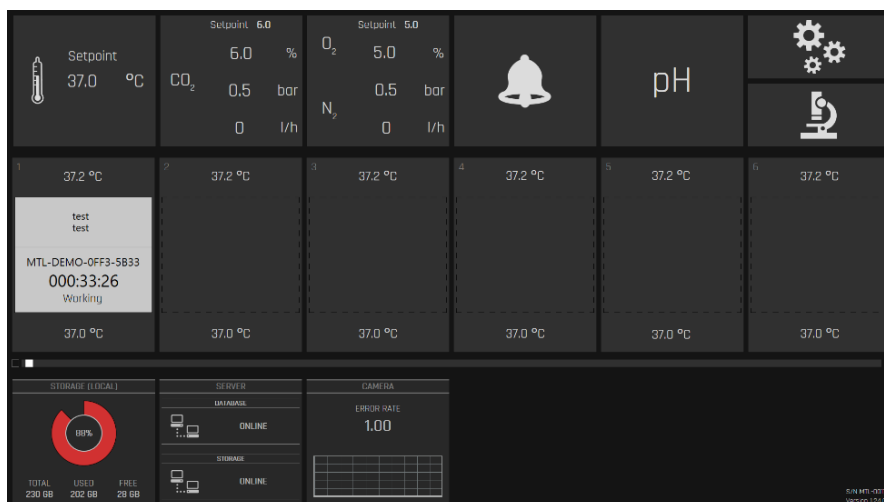 Setpoint
37.0 °C
Setpoint 6.0
CO2
6.0 %
0.5 bar
0 l/h
Setpoint 5.0
O2
5.0 %
N2
0.5 bar
0 l/h
pH
1
37.2 °C
test
test
MTL-DEMO-0FF3-5B33
000:33:26
Working
37.0 °C
2
37.2 °C
37.0 °C
3
37.2 °C
37.0 °C
4
37.2 °C
37.0 °C
5
37.2 °C
37.0 °C
6
37.2 °C
37.0 °C
STORAGE (LOCAL)
88%
TOTAL USED FREE
230 GB 202 GB 28 GB
SERVER
DATABASE
ONLINE
STORAGE
ONLINE
CAMERA
ERROR RATE
1.00
S/N
Version